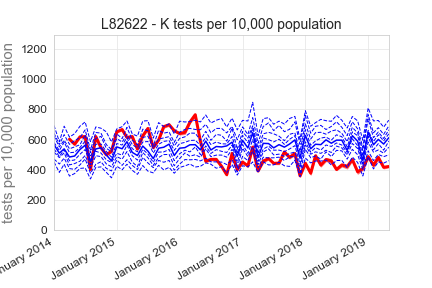 L82622 - K tests per 10,000 population
tests per 10,000 population
1200
1000
800
600
400
200
0
nuary 2014
January 2015
January 2016
January 2017
January 2018
January 2019